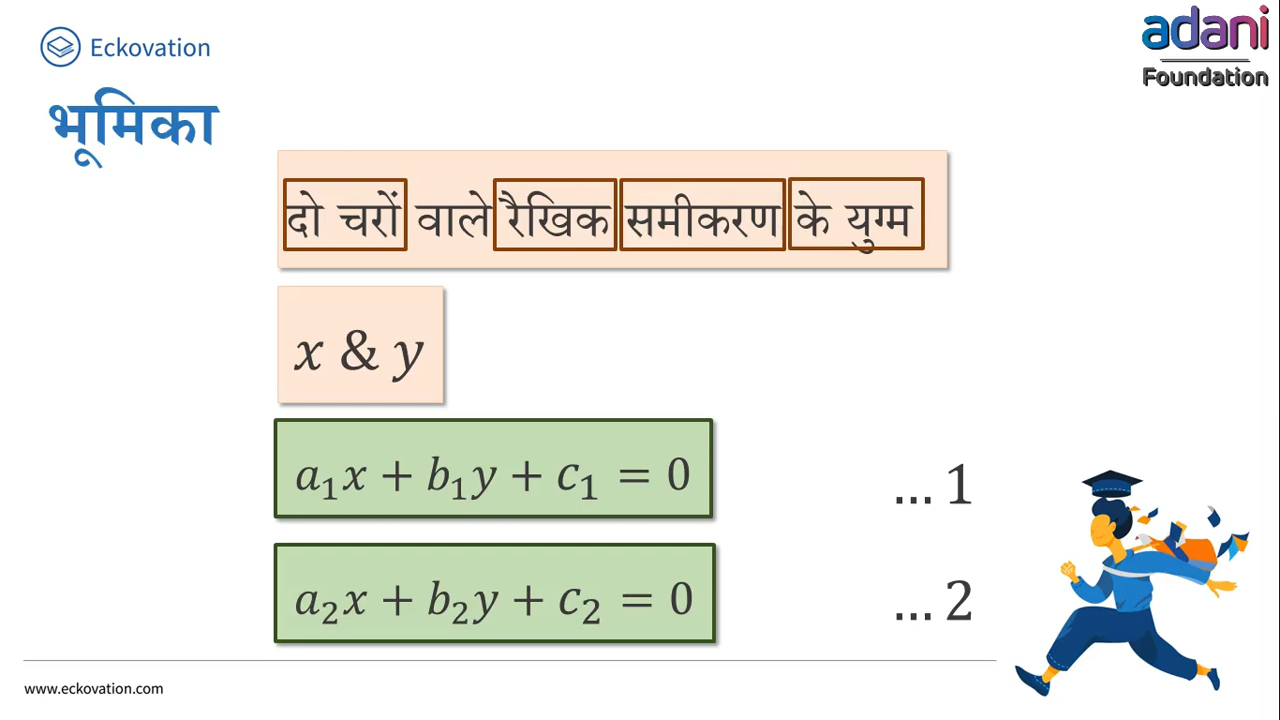 Eckovation
adani
Foundation
भूमिका
दो चरों वाले रैखिक समीकरण के युग्म
x & y
a₁x + b₁y + c₁ = 0 ... 1
a₂x + b₂y + c₂ = 0 ... 2
www.eckovation.com